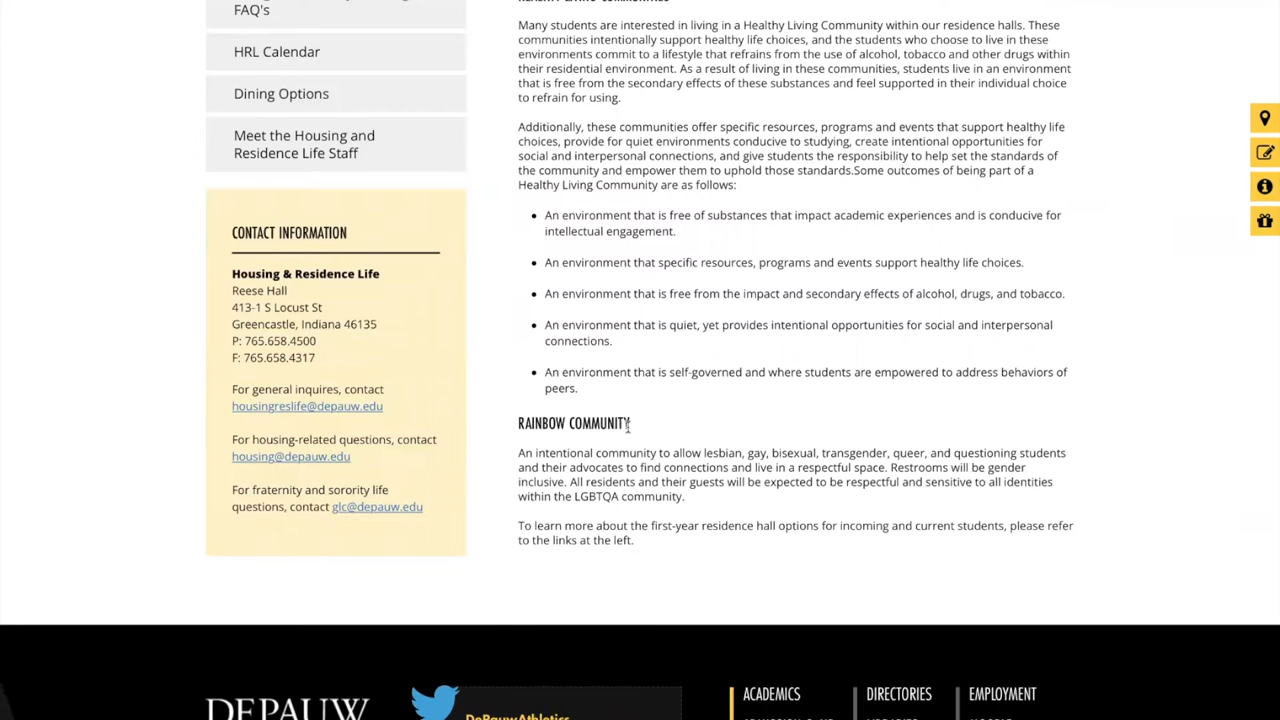 FAQ's
HRL Calendar
Dining Options
Meet the Housing and
Residence Life Staff
CONTACT INFORMATION
Housing & Residence Life
Reese Hall
413-1 S Locust St
Greencastle, Indiana 46135
P: 765.658.4500
F: 765.658.4317
For general inquires, contact
housingreslife@depauw.edu
For housing-related questions, contact
housing@depauw.edu
For fraternity and sorority life
questions, contact glc@depauw.edu
Many students are interested in living in a Healthy Living Community within our residence halls. These
communities intentionally support healthy life choices, and the students who choose to live in these
environments commit to a lifestyle that refrains from the use of alcohol, tobacco and other drugs within
their residential environment. As a result of living in these communities, students live in an environment
that is free from the secondary effects of these substances and feel supported in their individual choice
to refrain for using.
Additionally, these communities offer specific resources, programs and events that support healthy life
choices, provide for quiet environments conducive to studying, create intentional opportunities for
social and interpersonal connections, and give students the responsibility to help set the standards of
the community and empower them to uphold those standards.Some outcomes of being part of a
Healthy Living Community are as follows:
An environment that is free of substances that impact academic experiences and is conducive for
intellectual engagement.
An environment that specific resources, programs and events support healthy life choices.
An environment that is free from the impact and secondary effects of alcohol, drugs, and tobacco.
An environment that is quiet, yet provides intentional opportunities for social and interpersonal
connections.
An environment that is self-governed and where students are empowered to address behaviors of
peers.
RAINBOW COMMUNITY
An intentional community to allow lesbian, gay, bisexual, transgender, queer, and questioning students
and their advocates to find connections and live in a respectful space. Restrooms will be gender
inclusive. All residents and their guests will be expected to be respectful and sensitive to all identities
within the LGBTQA community.
To learn more about the first-year residence hall options for incoming and current students, please refer
to the links at the left.
DEPAUW
DePauwAthletics
ACADEMICS
DIRECTORIES
EMPLOYMENT